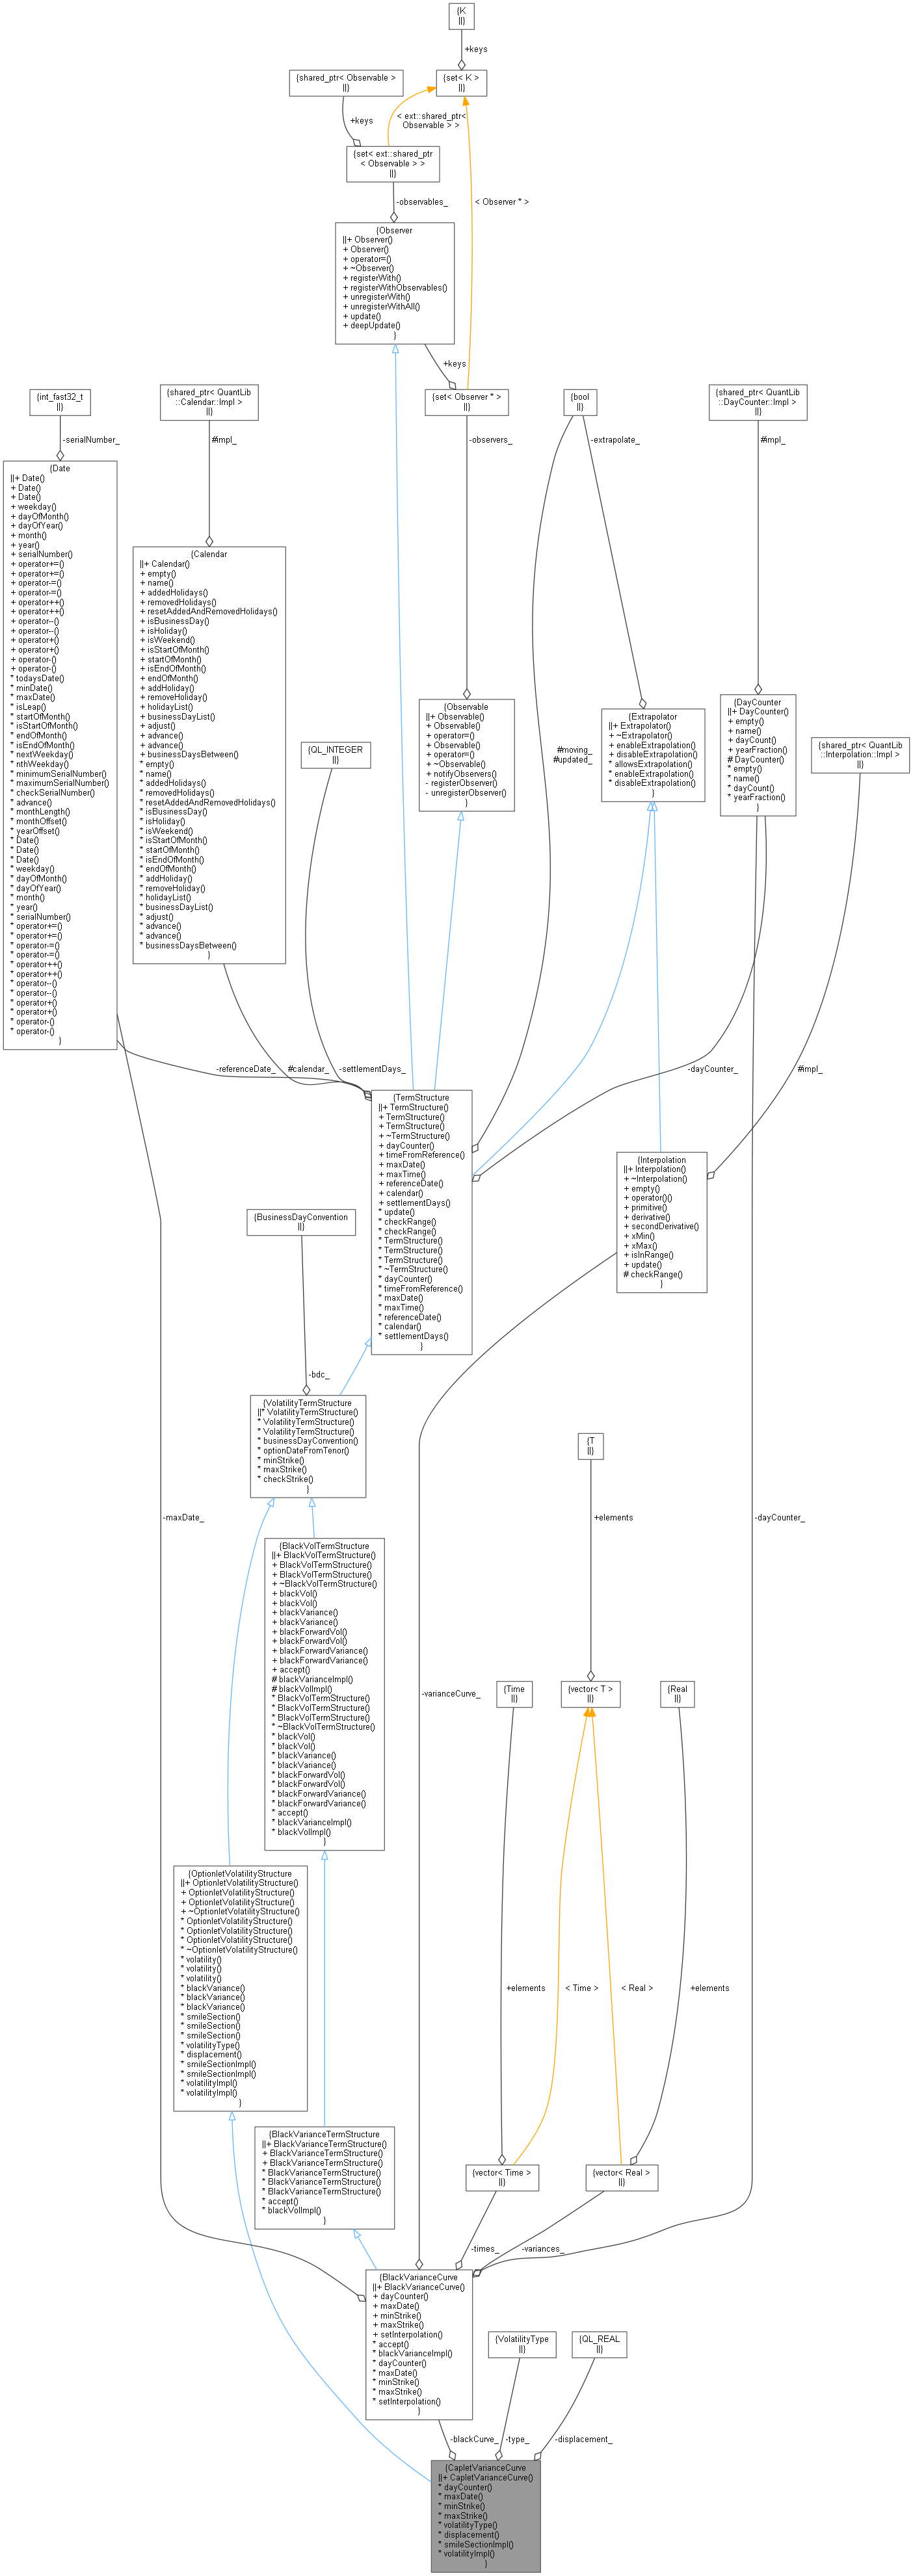 {K
||}
+keys
{shared_ptr< Observable >
||}
{set< K >
||}
+keys
< ext::shared_ptr<
Observable > >
{set< ext::shared_ptr
< Observable > >
||}
-observables_
< Observer * >
{Observer
||+ Observer()
+ Observer()
+ operator=()
+ ~Observer()
+ registerWith()
+ registerWithObservables()
+ unregisterWith()
+ unregisterWithAll()
+ update()
+ deepUpdate()
}
+keys
{int_fast32_t
||}
{shared_ptr< QuantLib
::Calendar::Impl >
||}
{set< Observer * >
||}
{bool
||}
{shared_ptr< QuantLib
::DayCounter::Impl >
||}
-serialNumber_
#impl_
-observers_
-extrapolate_
#impl_
{Date
||+ Date()
+ Date()
+ Date()
+ weekday()
+ dayOfMonth()
+ dayOfYear()
+ month()
+ year()
+ serialNumber()
+ operator+=()
+ operator+=()
+ operator-=()
+ operator-=()
+ operator++()
+ operator++()
+ operator--()
+ operator--()
+ operator+()
+ operator+()
+ operator-()
+ operator-()
* todaysDate()
* minDate()
* maxDate()
* isLeap()
* startOfMonth()
* isStartOfMonth()
* endOfMonth()
* isEndOfMonth()
* nextWeekday()
* nthWeekday()
* minimumSerialNumber()
* maximumSerialNumber()
* checkSerialNumber()
* advance()
* monthLength()
* monthOffset()
* yearOffset()
* Date()
* Date()
* Date()
* weekday()
* dayOfMonth()
* dayOfYear()
* month()
* year()
* serialNumber()
* operator+=()
* operator+=()
* operator-=()
* operator-=()
* operator++()
* operator++()
* operator--()
* operator--()
* operator+()
* operator+()
* operator-()
* operator-()
}
{Calendar
||+ Calendar()
+ empty()
+ name()
+ addedHolidays()
+ removedHolidays()
+ resetAddedAndRemovedHolidays()
+ isBusinessDay()
+ isHoliday()
+ isWeekend()
+ isStartOfMonth()
+ startOfMonth()
+ isEndOfMonth()
+ endOfMonth()
+ addHoliday()
+ removeHoliday()
+ holidayList()
+ businessDayList()
+ adjust()
+ advance()
+ advance()
+ businessDaysBetween()
* empty()
* name()
* addedHolidays()
* removedHolidays()
* resetAddedAndRemovedHolidays()
* isBusinessDay()
* isHoliday()
* isWeekend()
* isStartOfMonth()
* startOfMonth()
* isEndOfMonth()
* endOfMonth()
* addHoliday()
* removeHoliday()
* holidayList()
* businessDayList()
* adjust()
* advance()
* advance()
* businessDaysBetween()
}
{QL_INTEGER
||}
{Observable
||+ Observable()
+ Observable()
+ operator=()
+ Observable()
+ operator=()
+ ~Observable()
+ notifyObservers()
- registerObserver()
- unregisterObserver()
}
#moving_
#updated_
{Extrapolator
||+ Extrapolator()
+ ~Extrapolator()
+ enableExtrapolation()
+ disableExtrapolation()
* allowsExtrapolation()
* enableExtrapolation()
* disableExtrapolation()
}
{DayCounter
||+ DayCounter()
+ empty()
+ name()
+ dayCount()
+ yearFraction()
# DayCounter()
* empty()
* name()
* dayCount()
* yearFraction()
}
{shared_ptr< QuantLib
::Interpolation::Impl >
||}
-referenceDate_
#calendar_
-settlementDays_
-dayCounter_
#impl_
{TermStructure
||+ TermStructure()
+ TermStructure()
+ TermStructure()
+ ~TermStructure()
+ dayCounter()
+ timeFromReference()
+ maxDate()
+ maxTime()
+ referenceDate()
+ calendar()
+ settlementDays()
* update()
* checkRange()
* checkRange()
* TermStructure()
* TermStructure()
* TermStructure()
* ~TermStructure()
* dayCounter()
* timeFromReference()
* maxDate()
* maxTime()
* referenceDate()
* calendar()
* settlementDays()
}
{Interpolation
||+ Interpolation()
+ ~Interpolation()
+ empty()
+ operator()()
+ primitive()
+ derivative()
+ secondDerivative()
+ xMin()
+ xMax()
+ isInRange()
+ update()
# checkRange()
}
{BusinessDayConvention
||}
-bdc_
{VolatilityTermStructure
||* VolatilityTermStructure()
* VolatilityTermStructure()
* VolatilityTermStructure()
* businessDayConvention()
* optionDateFromTenor()
* minStrike()
* maxStrike()
* checkStrike()
}
{T
||}
-maxDate_
+elements
-dayCounter_
{BlackVolTermStructure
||+ BlackVolTermStructure()
+ BlackVolTermStructure()
+ BlackVolTermStructure()
+ ~BlackVolTermStructure()
+ blackVol()
+ blackVol()
+ blackVariance()
+ blackVariance()
+ blackForwardVol()
+ blackForwardVol()
+ blackForwardVariance()
+ blackForwardVariance()
+ accept()
# blackVarianceImpl()
# blackVolImpl()
* BlackVolTermStructure()
* BlackVolTermStructure()
* BlackVolTermStructure()
* ~BlackVolTermStructure()
* blackVol()
* blackVol()
* blackVariance()
* blackVariance()
* blackForwardVol()
* blackForwardVol()
* blackForwardVariance()
* blackForwardVariance()
* accept()
* blackVarianceImpl()
* blackVolImpl()
}
-varianceCurve_
{Time
||}
{vector< T >
||}
{Real
||}
{OptionletVolatilityStructure
||+ OptionletVolatilityStructure()
+ OptionletVolatilityStructure()
+ OptionletVolatilityStructure()
+ ~OptionletVolatilityStructure()
* OptionletVolatilityStructure()
* OptionletVolatilityStructure()
* OptionletVolatilityStructure()
* ~OptionletVolatilityStructure()
* volatility()
* volatility()
* volatility()
* blackVariance()
* blackVariance()
* blackVariance()
* smileSection()
* smileSection()
* smileSection()
* volatilityType()
* displacement()
* smileSectionImpl()
* smileSectionImpl()
* volatilityImpl()
* volatilityImpl()
}
+elements
< Time >
< Real >
+elements
{BlackVarianceTermStructure
||+ BlackVarianceTermStructure()
+ BlackVarianceTermStructure()
+ BlackVarianceTermStructure()
* BlackVarianceTermStructure()
* BlackVarianceTermStructure()
* BlackVarianceTermStructure()
* accept()
* blackVolImpl()
}
{vector< Time >
||}
{vector< Real >
||}
-times_
-variances_
{BlackVarianceCurve
||+ BlackVarianceCurve()
+ dayCounter()
+ maxDate()
+ minStrike()
+ maxStrike()
+ setInterpolation()
* accept()
* blackVarianceImpl()
* dayCounter()
* maxDate()
* minStrike()
* maxStrike()
* setInterpolation()
}
{VolatilityType
||}
{QL_REAL
||}
-blackCurve_
-type_
-displacement_
{CapletVarianceCurve
||+ CapletVarianceCurve()
* dayCounter()
* maxDate()
* minStrike()
* maxStrike()
* volatilityType()
* displacement()
* smileSectionImpl()
* volatilityImpl()
}